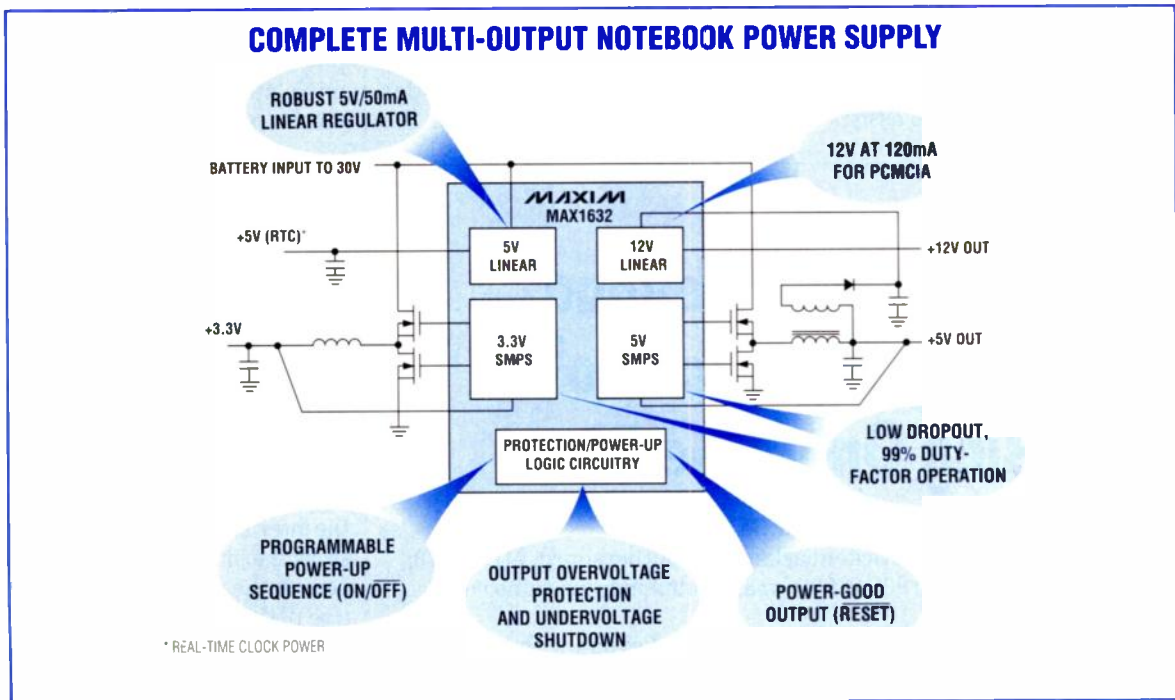 COMPLETE MULTI-OUTPUT NOTEBOOK POWER SUPPLY
ROBUST 5V/50mA
LINEAR REGULATOR
BATTERY INPUT TO 30V
12V AT 120mA
FOR PCMCIA
MAXIM
MAX1632
+5V (RTC)*
5V
LINEAR
12V
LINEAR
+12V OUT
+3.3V
3.3V
SMPS
5V
SMPS
+5V OUT
PROTECTION/POWER-UP
LOGIC CIRCUITRY
LOW DROPOUT,
99% DUTY-
FACTOR OPERATION
PROGRAMMABLE
POWER-UP
SEQUENCE (ON/O̅F̅F̅)
OUTPUT OVERVOLTAGE
PROTECTION
AND UNDERVOLTAGE
SHUTDOWN
POWER-GOOD
OUTPUT (R̅E̅S̅E̅T̅)
* REAL-TIME CLOCK POWER